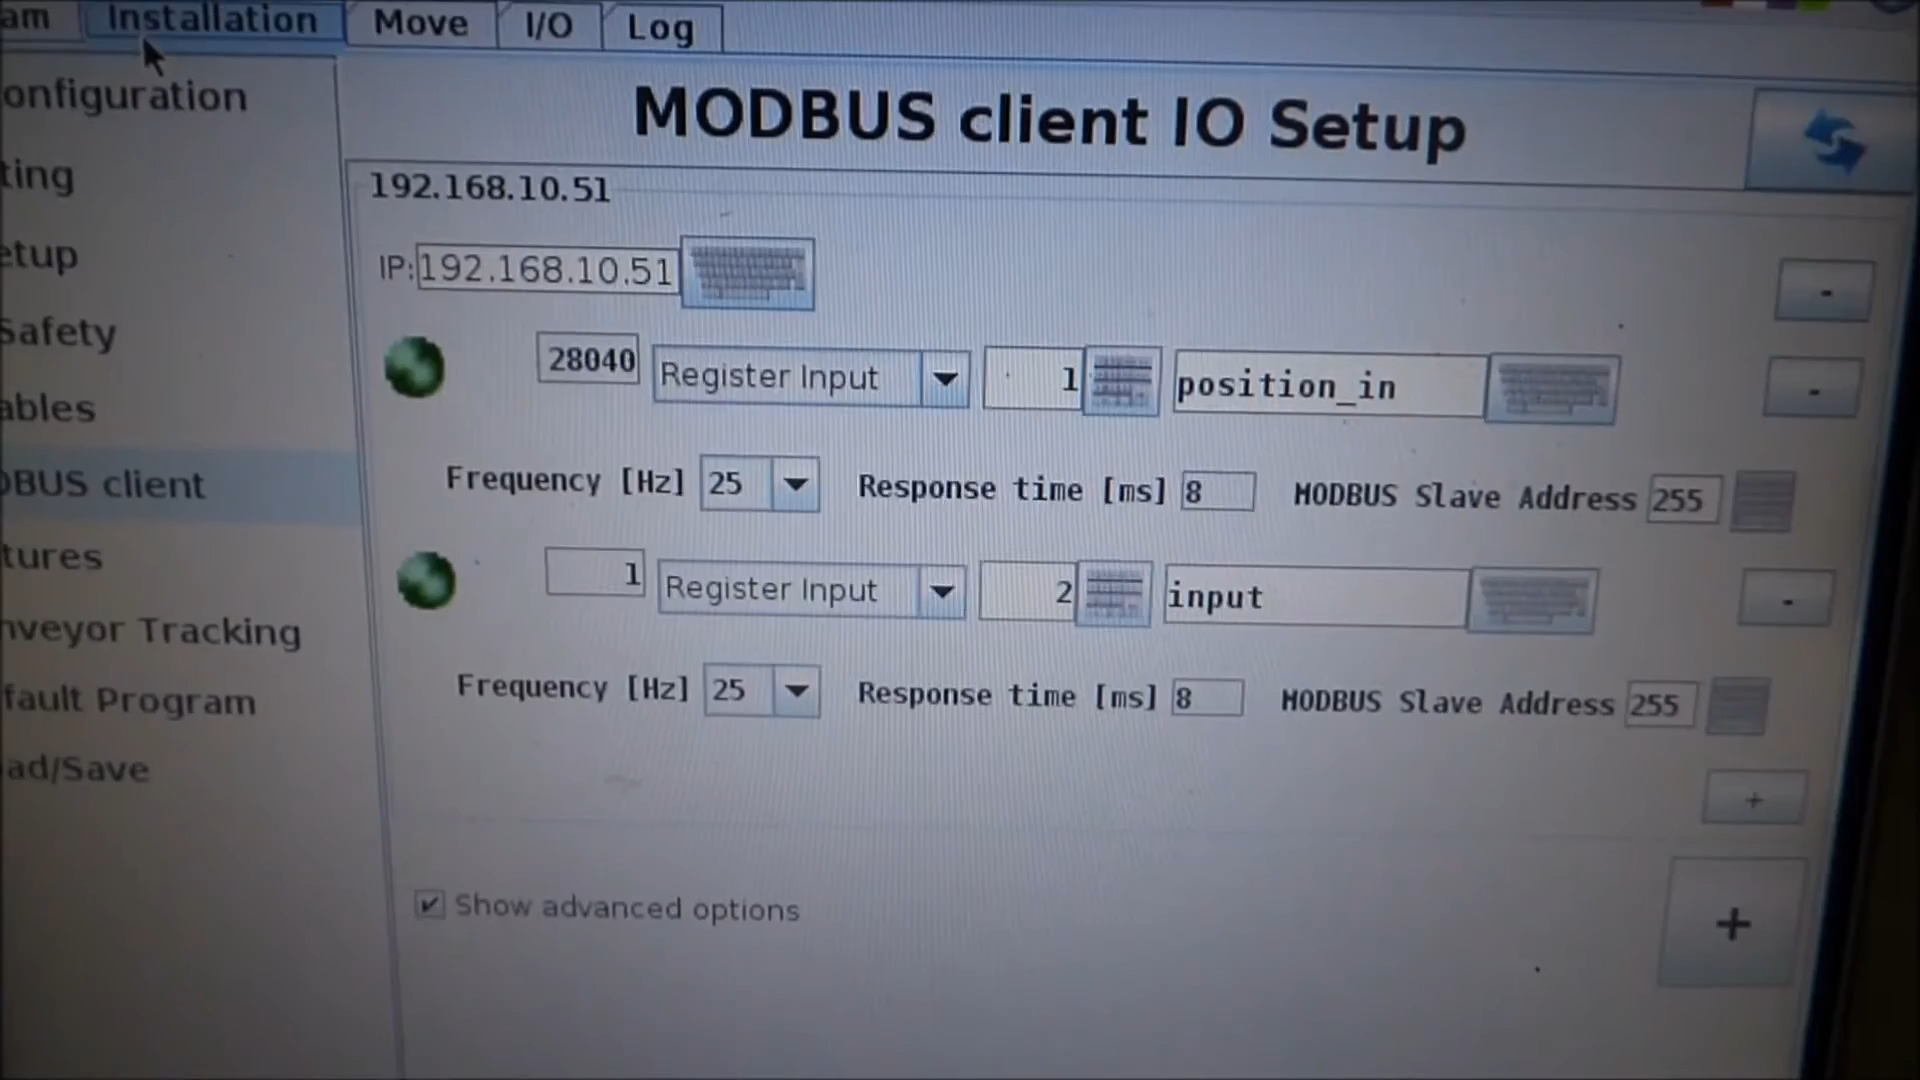 am Installation Move I/O Log
onfiguration
ting
etup
Safety
ables
BUS client
tures
nveyor Tracking
fault Program
ad/Save
MODBUS client IO Setup
192.168.10.51
IP: 192.168.10.51 -
28040 Register Input 1 position_in -
Frequency [Hz] 25 Response time [ms] 8 MODBUS Slave Address 255
1 Register Input 2 input -
Frequency [Hz] 25 Response time [ms] 8 MODBUS Slave Address 255
+
Show advanced options
+